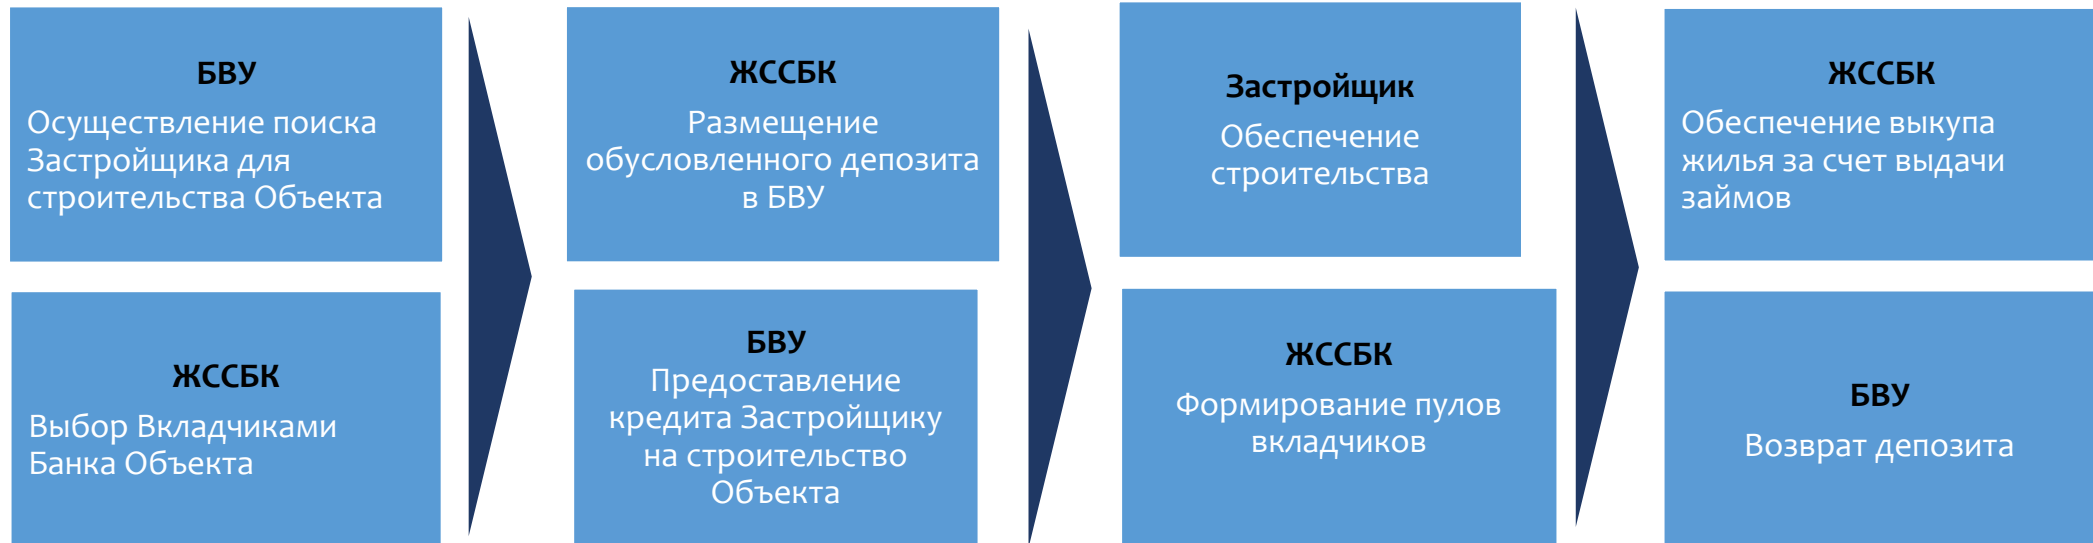 БВУ
Осуществление поиска
Застройщика для
строительства Объекта
ЖССБК
Выбор Вкладчиками
Банка Объекта
ЖССБК
Размещение
обусловленного депозита
в БВУ
БВУ
Предоставление
кредита Застройщику
на строительство
Объекта
Застройщик
Обеспечение
строительства
ЖССБК
Формирование пулов
вкладчиков
ЖССБК
Обеспечение выкупа
жилья за счет выдачи
займов
БВУ
Возврат депозита